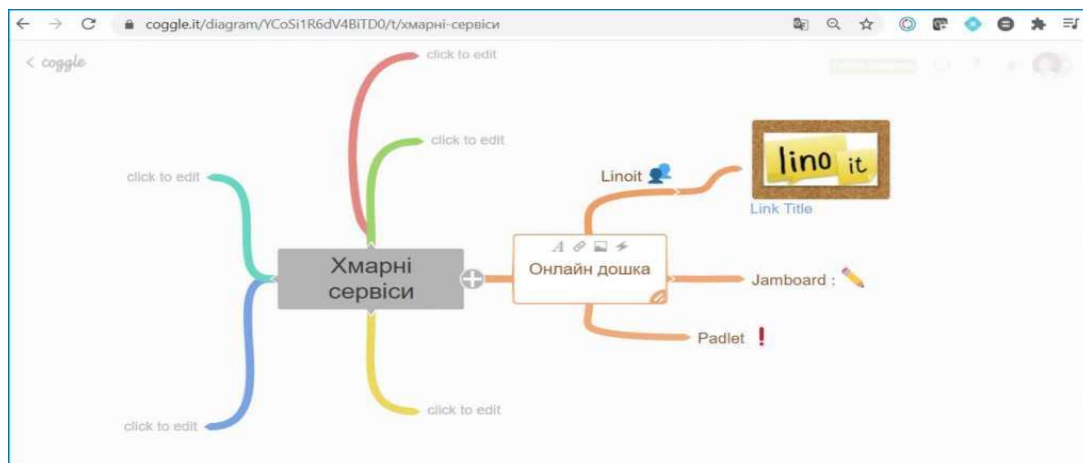 coggle.it/diagram/YCoSi1R6dV4BiTD0/t/хмарні-сервіси
coggle
click to edit
click to edit
click to edit
Linoit
lino it
Link Title
Хмарні
сервіси
Онлайн дошка
Jamboard :
Padlet
click to edit
click to edit